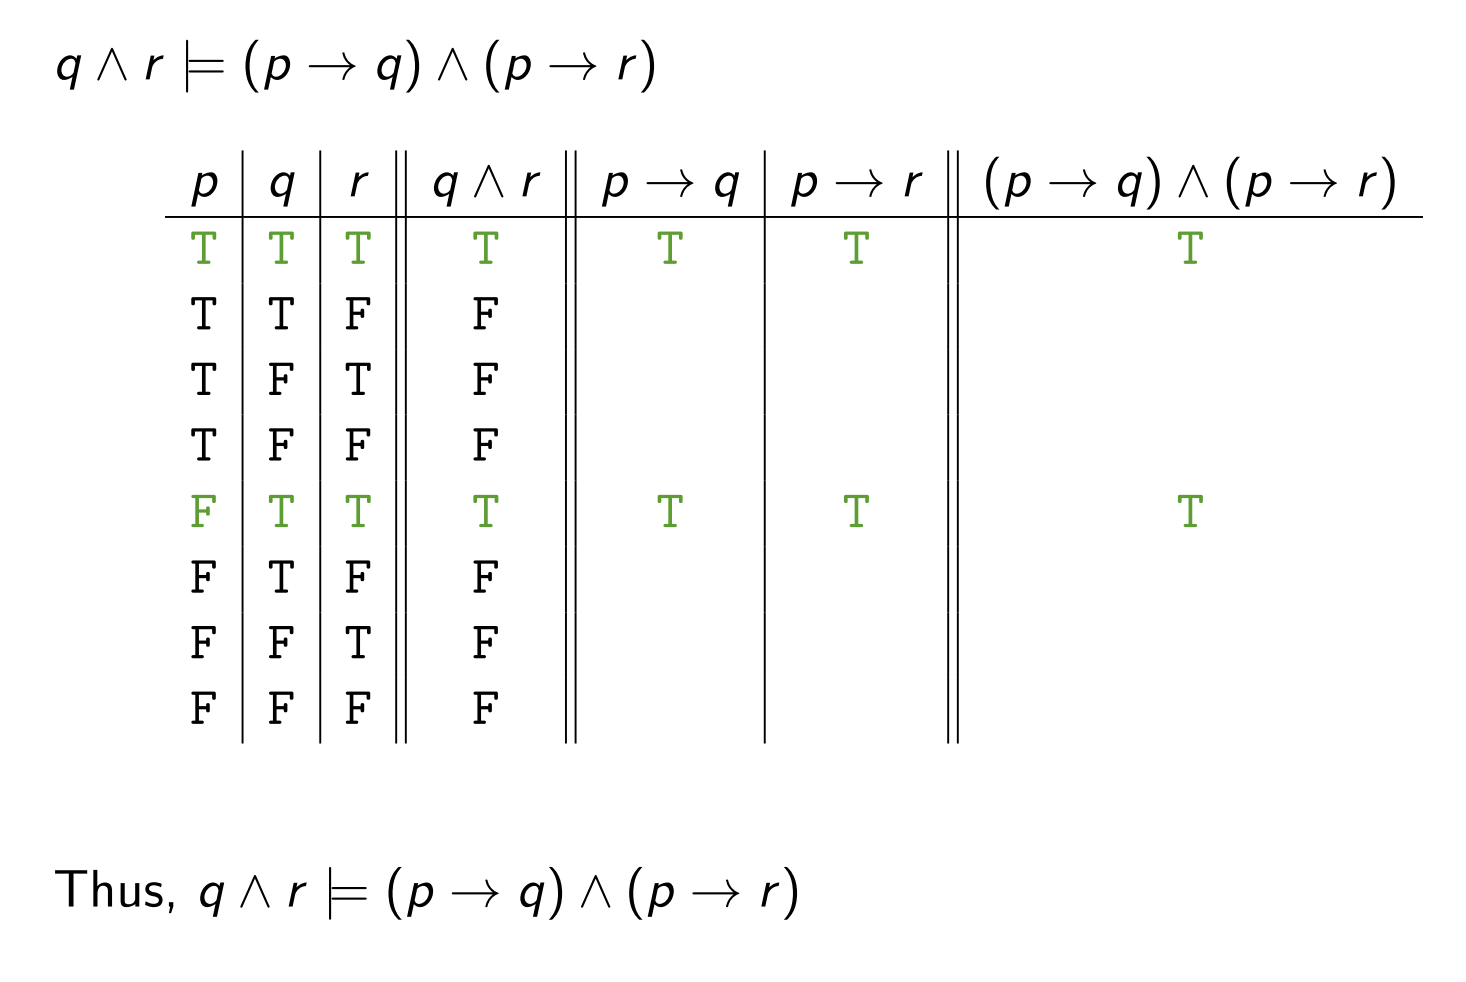 q ∧ r ⊨ (p → q) ∧ (p → r)
p q r q ∧ r p → q p → r (p → q) ∧ (p → r)
T T T T T T T
T T F F
T F T F
T F F F
F T T T T T T
F T F F
F F T F
F F F F
Thus, q ∧ r ⊨ (p → q) ∧ (p → r)